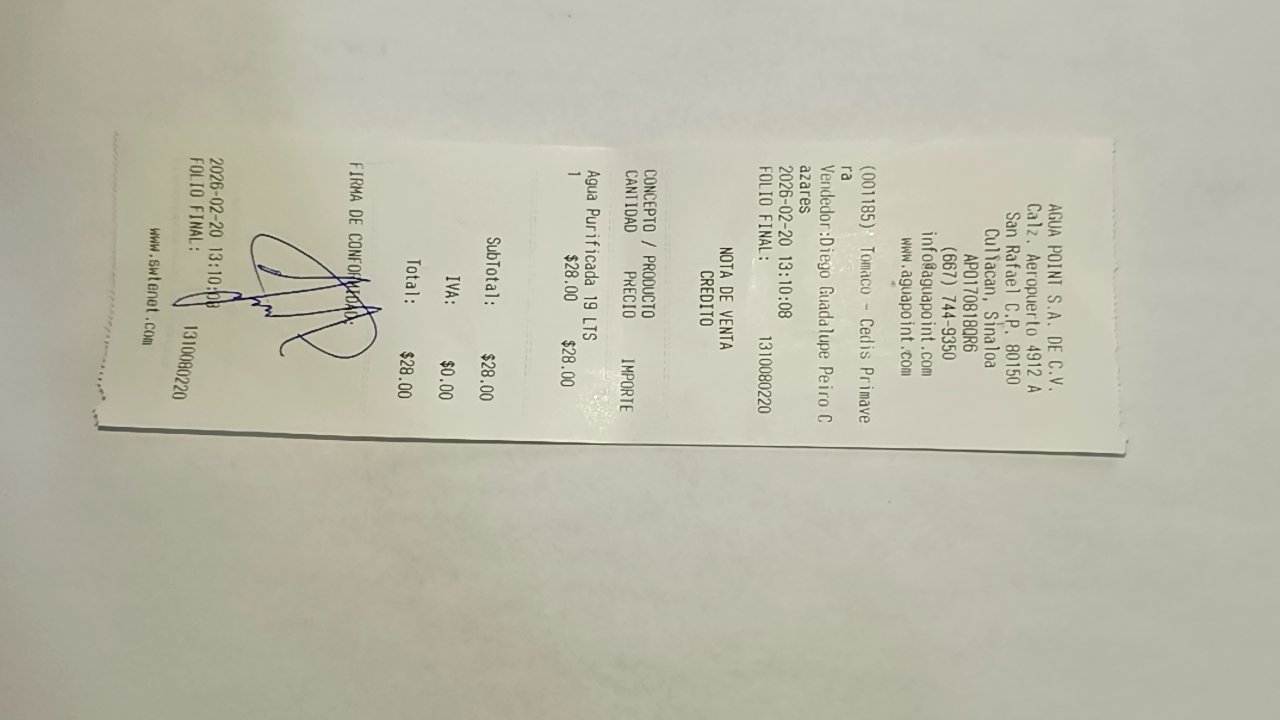 AGUA POINT S.A. DE C.V.
Calz. Aeropuerto 4912 A
San Rafael C.P. 80150
Culiacan, Sinaloa
APO170818QR6
(667) 744-9350
info@aguapoint.com
www.aguapoint.com
(001185): Tomaco - Cedis Primave
ra
Vendedor:Diego Guadalupe Peiro C
azares
2026-02-20 13:10:08
FOLIO FINAL: 1310080220
NOTA DE VENTA
CREDITO
CONCEPTO / PRODUCTO
CANTIDAD PRECIO IMPORTE
Agua Purificada 19 LTS
1 $28.00 $28.00
SubTotal: $28.00
IVA: $0.00
Total: $28.00
FIRMA DE CONFORMIDAD:
2026-02-20 13:10:08
FOLIO FINAL: 1310080220
www.swfenet.com